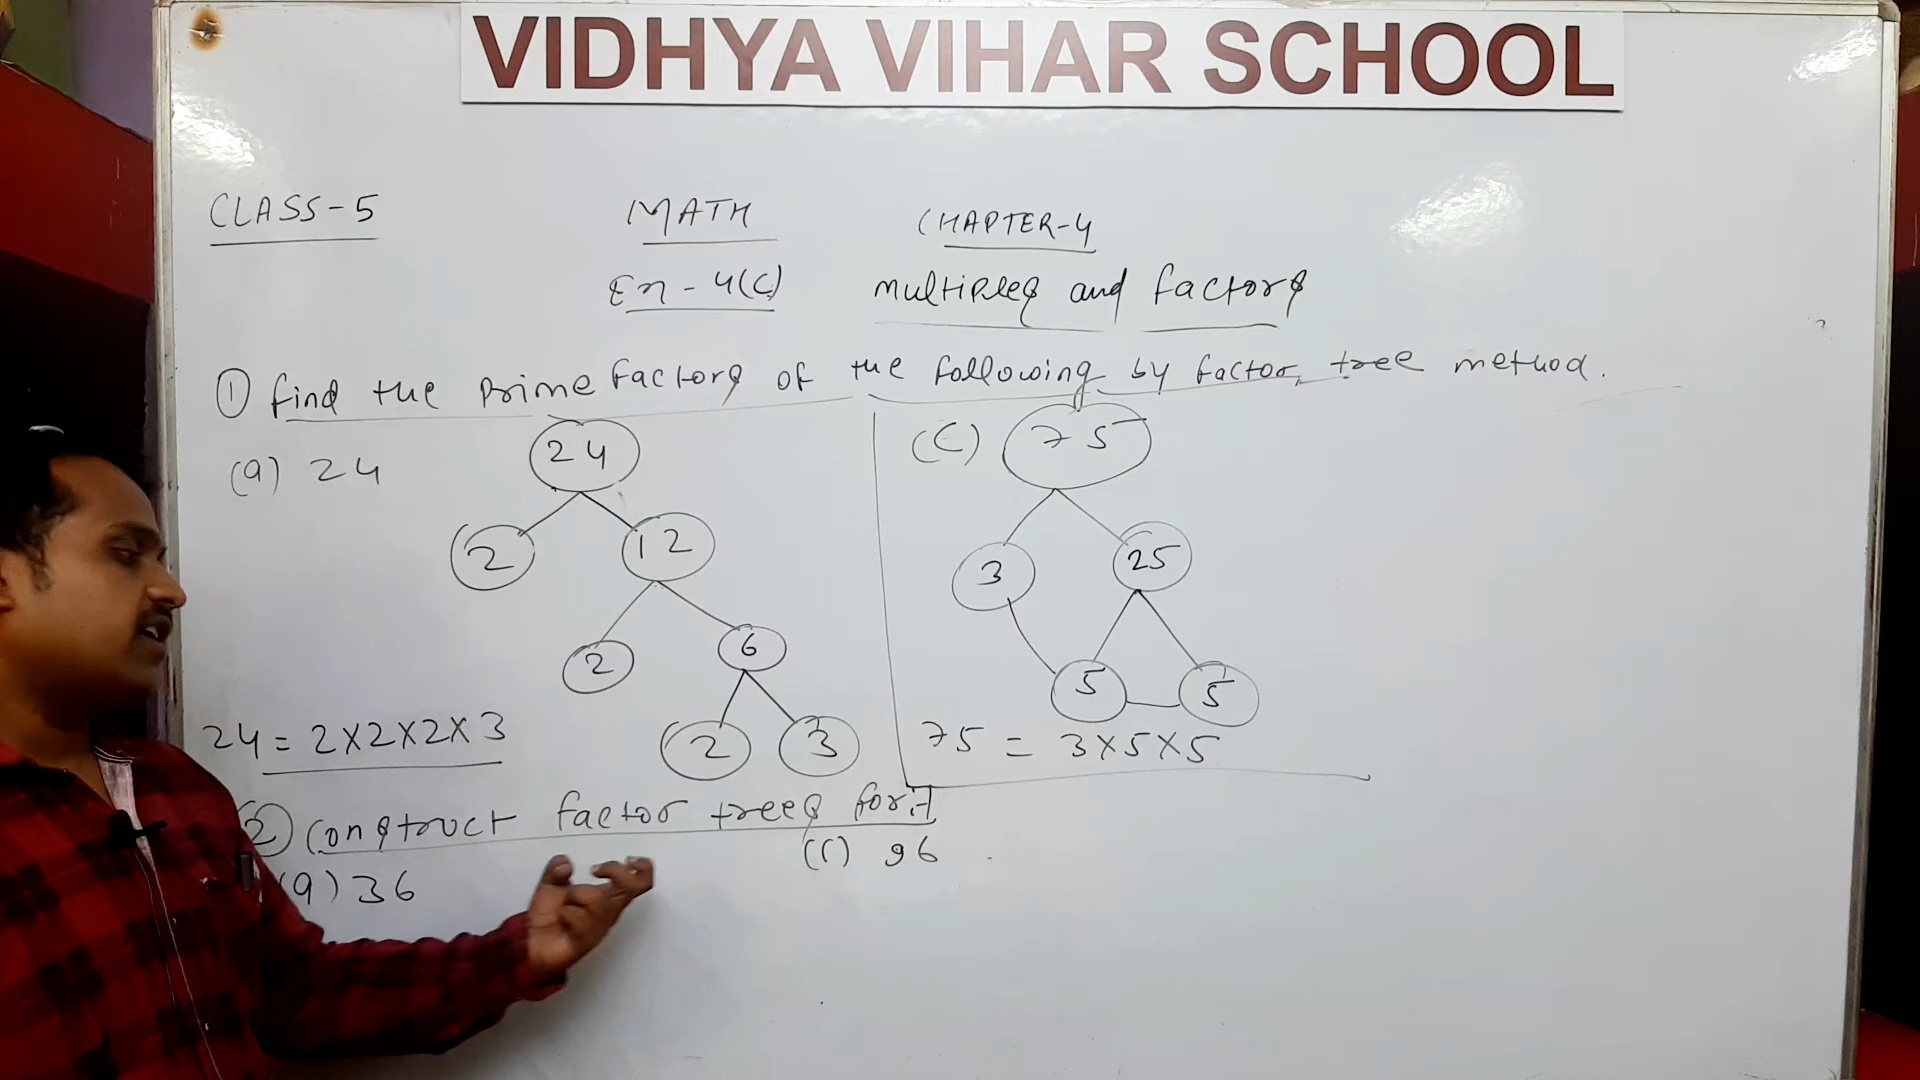 VIDHYA VIHAR SCHOOL
CLASS-5 MATH CHAPTER-4
Ex-4(C) multiples and factors
① find the prime factors of the following by factor tree method.
(a) 24
24
2 12
2 6
2 3
24 = 2×2×2×3
(C) 75
3 25
5 5
75 = 3×5×5
② construct factor trees for:-
(a) 36 (C) 96